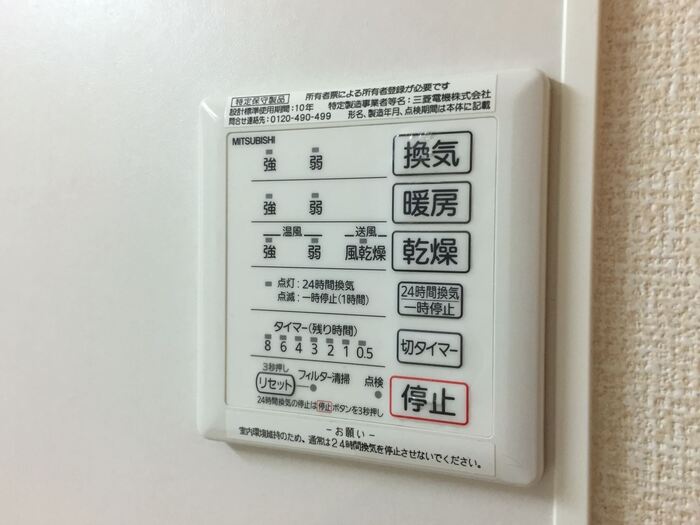 特定保守製品 所有者票による所有者登録が必要です
設計標準使用期間：10年 特定製造事業者等名：三菱電機株式会社
問合せ連絡先：0120-490-499 形名、製造年月、点検期間は本体に記載
MITSUBISHI
強 弱 換気
強 弱 暖房
温風 送風
強 弱 風乾燥 乾燥
点灯：24時間換気
点滅：一時停止(1時間)
24時間換気
一時停止
タイマー(残り時間)
8 6 4 3 2 1 0.5
切タイマー
3秒押し
リセット フィルター清掃 点検
24時間換気の停止は停止ボタンを3秒押し
停止
－お願い－
室内環境維持のため、通常は24時間換気を停止させないでください。